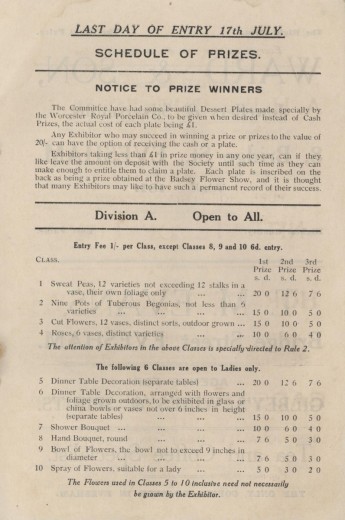 LAST DAY OF ENTRY 17th JULY.
SCHEDULE OF PRIZES.
NOTICE TO PRIZE WINNERS
The Committee have had some beautiful Dessert Plates made specially by
the Worcester Royal Porcelain Co., to be given when desired instead of Cash
Prizes, the actual cost of each plate being £1.
Any Exhibitor who may succeed in winning a prize or prizes to the value of
20/- can have the option of receiving the cash or a plate.
Exhibitors taking less than £1 in prize money in any one year, can if they
like leave the amount on deposit with the Society until such time as they can
make enough to entitle them to claim a plate. Each plate is inscribed on the
back as being a prize obtained at the Badsey Flower Show, and it is thought
that many Exhibitors may like to have such a permanent record of their success.
Division A. Open to All.
Entry Fee 1/- per Class, except Classes 8, 9 and 10 6d. entry.
CLASS. 1st 2nd 3rd
Prize Prize Prize
s. d. s. d. s. d.
1 Sweat Peas, 12 varieties not exceeding 12 stalks in a
vase, their own foliage only ... ... 20 0 12 6 7 6
2 Nine Pots of Tuberous Begonias, not less than 6
varieties ... ... ... ... 15 0 10 0 5 0
3 Cut Flowers, 12 vases, distinct sorts, outdoor grown ... 15 0 10 0 5 0
4 Roses, 6 vases, distinct varieties ... ... 10 0 6 0 4 0
The attention of Exhibitors in the above Classes is specially directed to Rule 2.
The following 6 Classes are open to Ladies only.
5 Dinner Table Decoration (separate tables) ... 20 0 12 6 7 6
6 Dinner Table Decoration, arranged with flowers and
foliage grown outdoors, to be exhibited in glass or
china bowls or vases not over 6 inches in height
(separate tables) ... ... ... 15 0 10 0 5 0
7 Shower Bouquet ... ... ... ... 10 0 6 0 4 0
8 Hand Bouquet, round ... ... ... 7 6 5 0 3 0
9 Bowl of Flowers, the bowl not to exceed 9 inches in
diameter ... ... ... ... 7 6 5 0 3 0
10 Spray of Flowers, suitable for a lady ... ... 5 0 3 0 2 0
The Flowers used in Classes 5 to 10 inclusive need not necessarily
be grown by the Exhibitor.